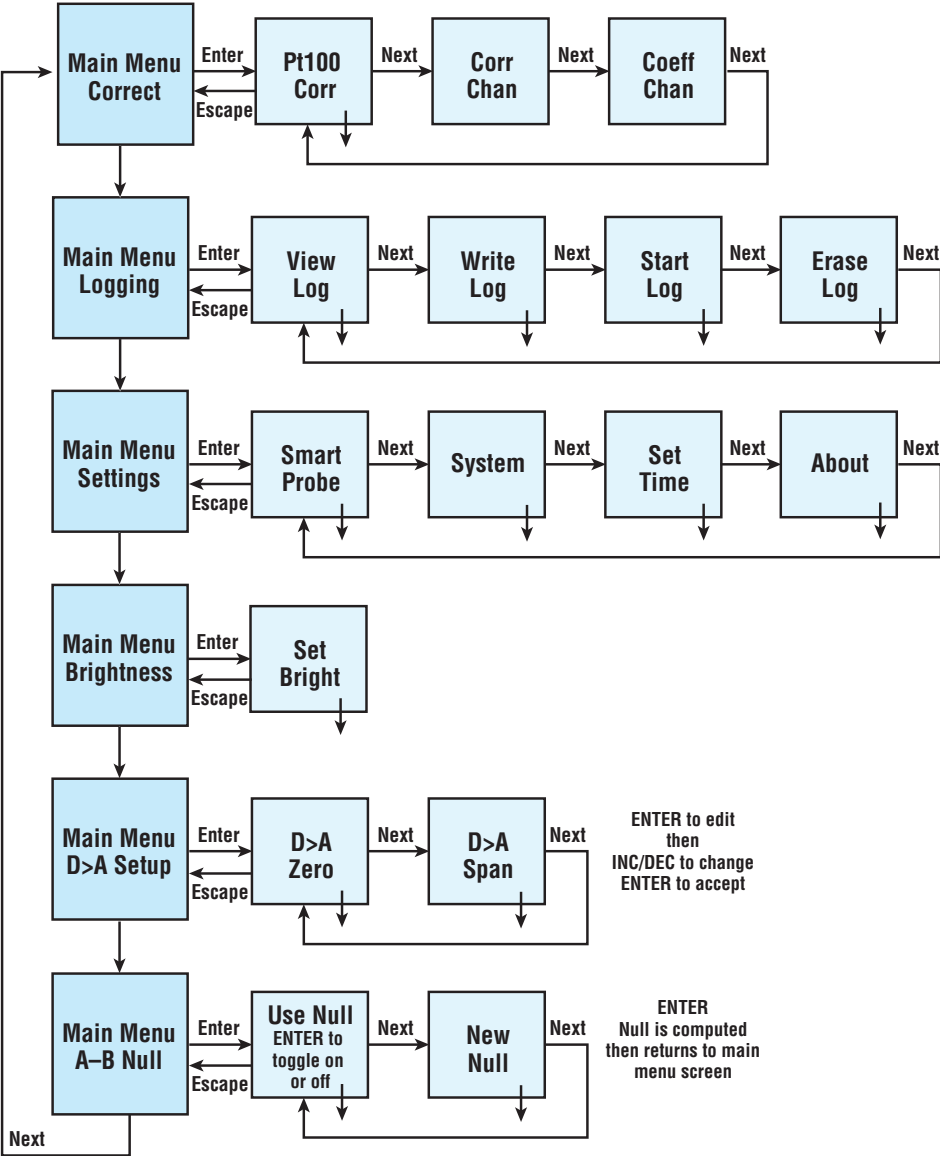 Main Menu
Correct
Enter
Escape
Pt100
Corr
Next
Corr
Chan
Next
Coeff
Chan
Next
Main Menu
Logging
Enter
Escape
View
Log
Next
Write
Log
Next
Start
Log
Next
Erase
Log
Next
Main Menu
Settings
Enter
Escape
Smart
Probe
Next
System
Next
Set
Time
Next
About
Next
Main Menu
Brightness
Enter
Escape
Set
Bright
Main Menu
D>A Setup
Enter
Escape
D>A
Zero
Next
D>A
Span
Next
ENTER to edit
then
INC/DEC to change
ENTER to accept
Main Menu
A–B Null
Enter
Escape
Use Null
ENTER to
toggle on
or off
Next
New
Null
Next
ENTER
Null is computed
then returns to main
menu screen
Next